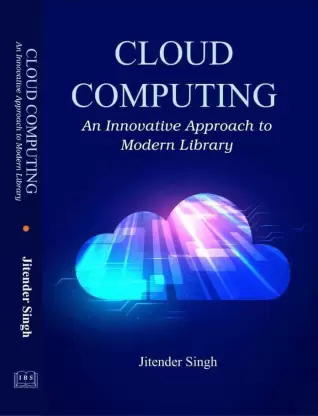 CLOUD COMPUTING
An Innovative Approach to Modern Library
Jitender Singh
IBS
CLOUD
COMPUTING
An Innovative Approach to
Modern Library
Jitender Singh